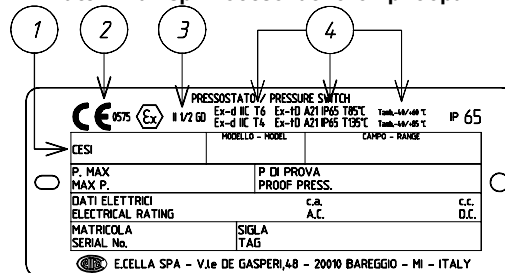 1 2 3 4
PRESSOSTATO / PRESSURE SWITCH
CE 0575 Ex II 1/2 GD Ex-d IIC T6 Ex-tD A21 IP65 T85°C Tamb.-40/+60 °C IP 65
Ex-d IIC T4 Ex-tD A21 IP65 T135°C Tamb.-40/+85 °C
MODELLO - MODEL CAMPO - RANGE
CESI
P. MAX P DI PROVA
MAX P. PROOF PRESS.
DATI ELETTRICI c.a. c.c.
ELECTRICAL RATING A.C. D.C.
MATRICOLA SIGLA
SERIAL No. TAG
E.CELLA SPA - V.le DE GASPERI,48 - 20010 BAREGGIO - MI - ITALY